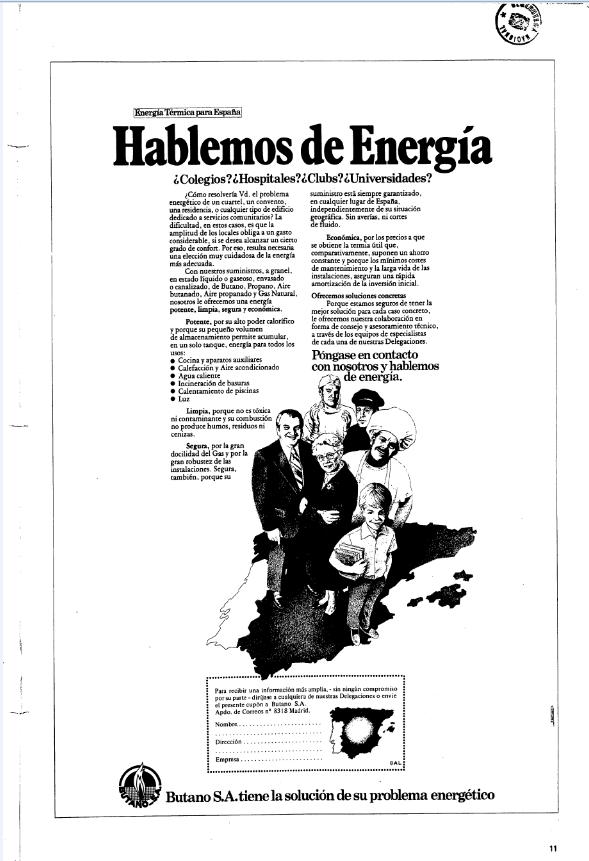 HEMEROTECA
NACIONAL
Energía Térmica para España
Hablemos de Energía
¿Colegios?¿Hospitales?¿Clubs?¿Universidades?
¿Cómo resolvería Vd. el problema
energético de un cuartel, un convento,
una residencia, o cualquier tipo de edificio
dedicado a servicios comunitarios? La
dificultad, en estos casos, es que la
amplitud de los locales obliga a un gasto
considerable, si se desea alcanzar un cierto
grado de confort. Por eso, resulta necesaria
una elección muy cuidadosa de la energía
más adecuada.
Con nuestros suministros, a granel,
en estado líquido o gaseoso, envasado
o canalizado, de Butano, Propano, Aire
butanado, Aire propanado y Gas Natural,
nosotros le ofrecemos una energía
potente, limpia, segura y económica.
Potente, por su alto poder calorífico
y porque su pequeño volumen
de almacenamiento permite acumular,
en un solo tanque, energía para todos los
usos:
● Cocina y aparatos auxiliares
● Calefacción y Aire acondicionado
● Agua caliente
● Incineración de basuras
● Calentamiento de piscinas
● Luz
Limpia, porque no es tóxica
ni contaminante y su combustión
no produce humos, residuos ni
cenizas.
Segura, por la gran
docilidad del Gas y por la
gran robustez de las
instalaciones. Segura,
también, porque su
suministro está siempre garantizado,
en cualquier lugar de España,
independientemente de su situación
geográfica. Sin averías, ni cortes
de fluido.
Económica, por los precios a que
se obtiene la termia útil que,
comparativamente, suponen un ahorro
constante y porque los mínimos cortes
de mantenimiento y la larga vida de las
instalaciones, aseguran una rápida
amortización de la inversión inicial.
Ofrecemos soluciones concretas
Porque estamos seguros de tener la
mejor solución para cada caso concreto,
le ofrecemos nuestra colaboración en
forma de consejo y asesoramiento técnico,
a través de los equipos de especialistas
de cada una de nuestras Delegaciones.
Póngase en contacto
con nosotros y hablemos
de energía.
Para recibir una información más amplia, - sin ningún compromiso
por su parte - diríjase a cualquiera de nuestras Delegaciones o envíe
el presente cupón a Butano S.A.
Apdo. de Correos nº 8318 Madrid.
Nombre
Dirección
Empresa
BAL
BUTANO
Butano S.A. tiene la solución de su problema energético
11